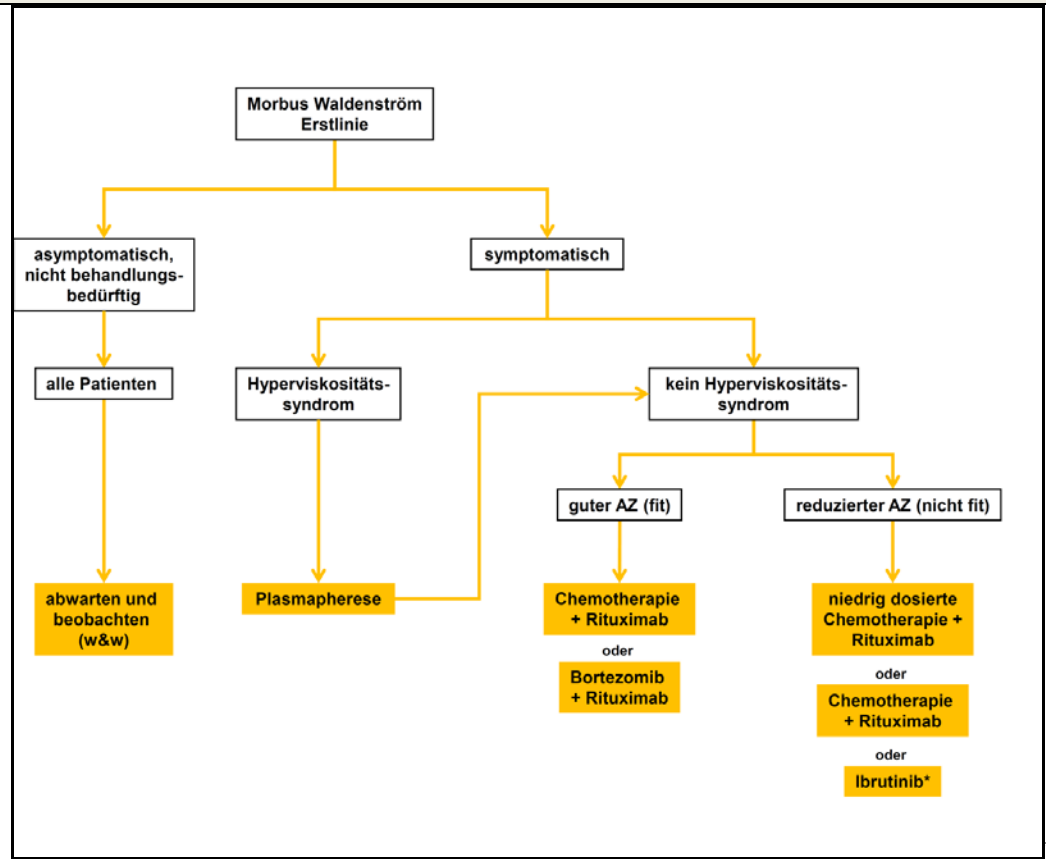 Morbus Waldenström
Erstlinie
asymptomatisch,
nicht behandlungs-
bedürftig
symptomatisch
alle Patienten
Hyperviskositäts-
syndrom
kein Hyperviskositäts-
syndrom
guter AZ (fit)
reduzierter AZ (nicht fit)
abwarten und
beobachten
(w&w)
Plasmapherese
Chemotherapie
+ Rituximab
oder
Bortezomib
+ Rituximab
niedrig dosierte
Chemotherapie +
Rituximab
oder
Chemotherapie
+ Rituximab
oder
Ibrutinib*